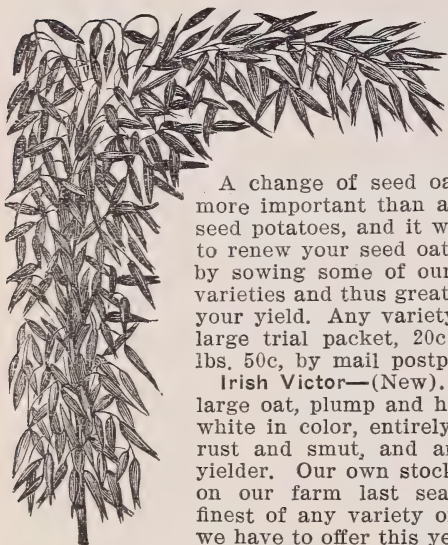 A change of seed oa
more important than a
seed potatoes, and it w
to renew your seed oat
by sowing some of our
varieties and thus great
your yield. Any variety
large trial packet, 20c
lbs. 50c, by mail postp
Irish Victor—(New).
large oat, plump and h
white in color, entirely
rust and smut, and an
yielder. Our own stock
on our farm last sea
finest of any variety o
we have to offer this ye